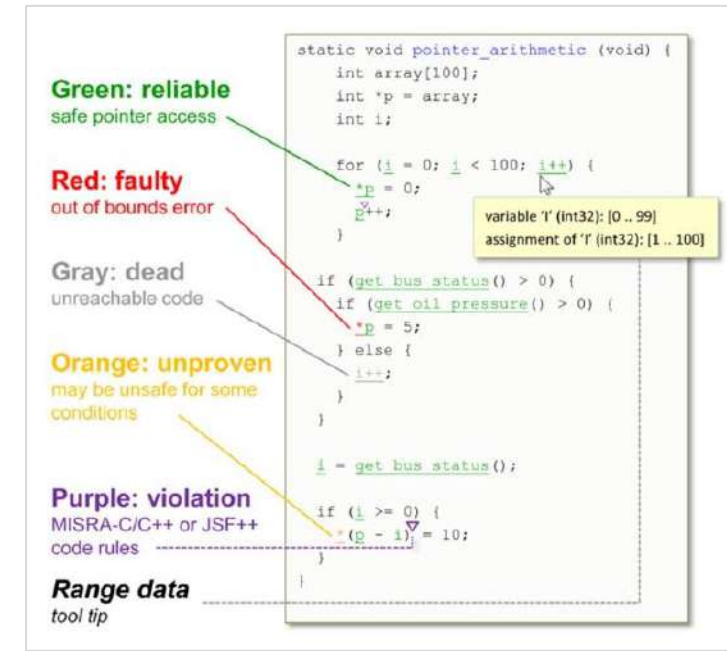 static void pointer_arithmetic (void) {
int array[100];
int *p = array;
int i;
for (i = 0; i < 100; i++) {
*p = 0;
p++;
}
if (get_bus_status() > 0) {
if (get_oil_pressure() > 0) {
*p = 5;
} else {
i++;
}
}
i = get_bus_status();
if (i >= 0) {
*(p - i) = 10;
}
}
Green: reliable
safe pointer access
Red: faulty
out of bounds error
Gray: dead
unreachable code
Orange: unproven
may be unsafe for some
conditions
Purple: violation
MISRA-C/C++ or JSF++
code rules
Range data
tool tip
variable 'I' (int32): [0 .. 99]
assignment of 'I' (int32): [1 .. 100]